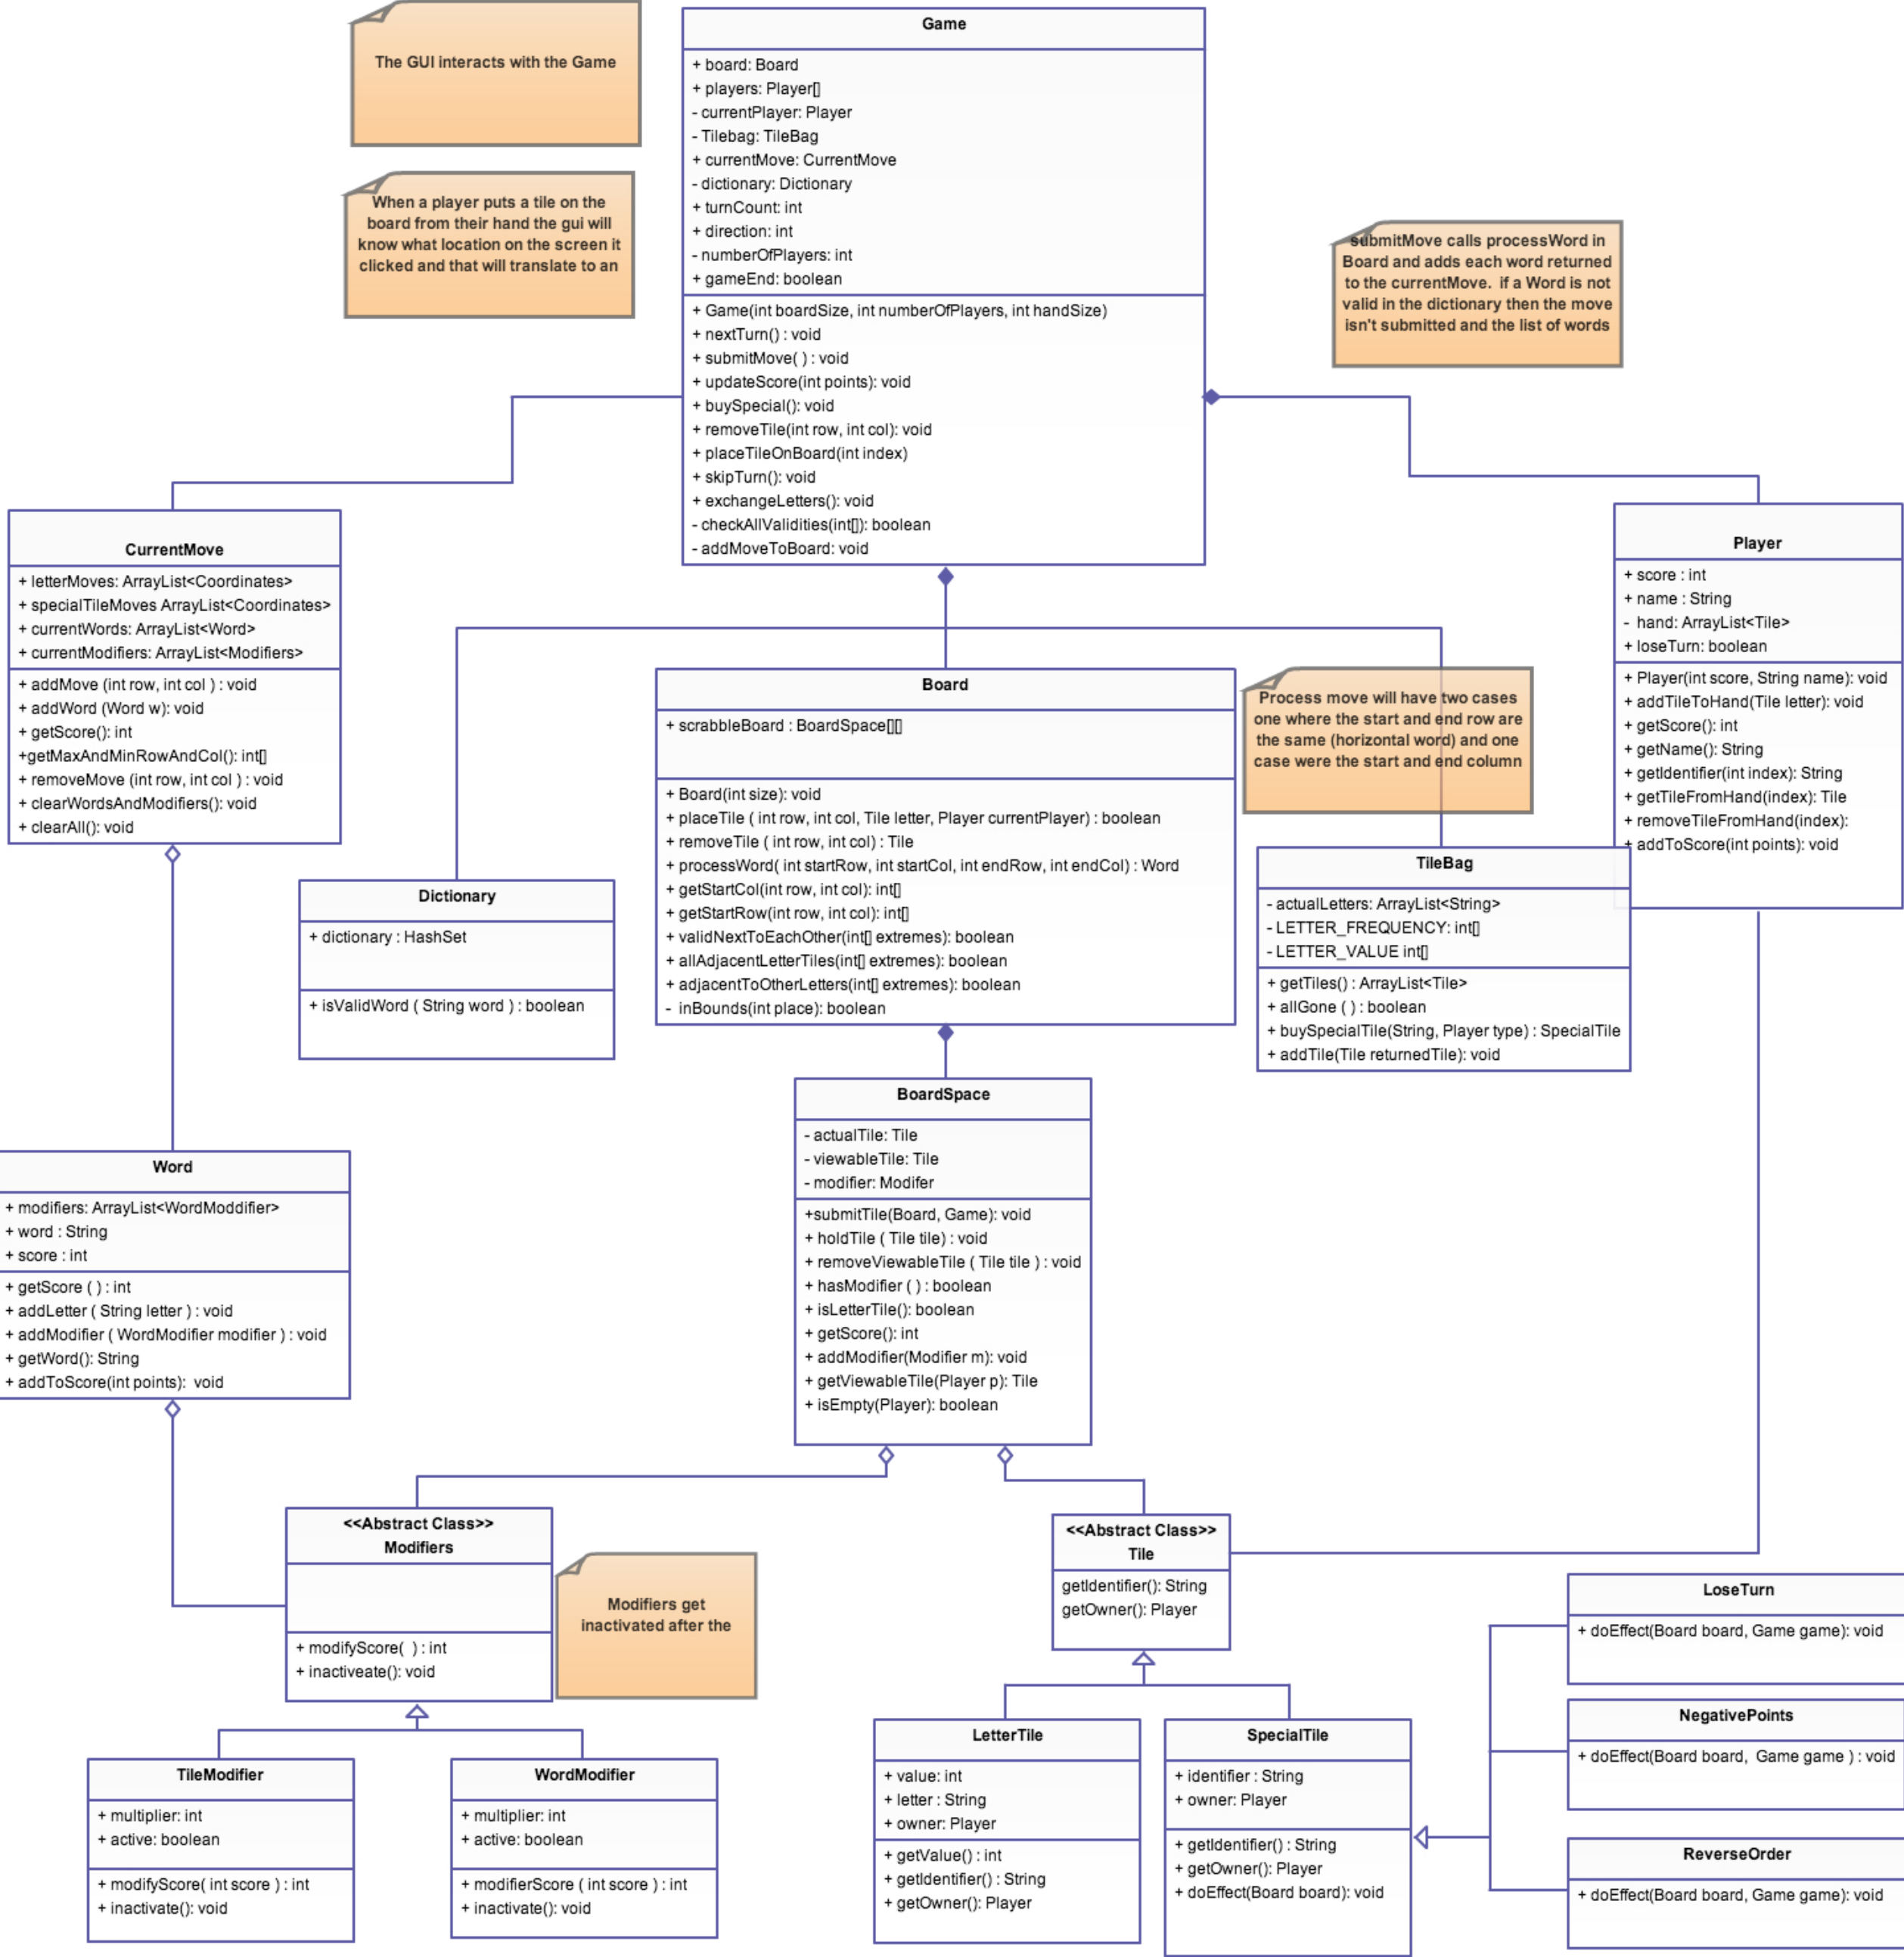 The GUI interacts with the Game
When a player puts a tile on the
board from their hand the gui will
know what location on the screen it
clicked and that will translate to an
Game
+ board: Board
+ players: Player[]
- currentPlayer: Player
- Tilebag: TileBag
+ currentMove: CurrentMove
- dictionary: Dictionary
+ turnCount: int
+ direction: int
- numberOfPlayers: int
+ gameEnd: boolean
+ Game(int boardSize, int numberOfPlayers, int handSize)
+ nextTurn() : void
+ submitMove( ) : void
+ updateScore(int points): void
+ buySpecial(): void
+ removeTile(int row, int col): void
+ placeTileOnBoard(int index)
+ skipTurn(): void
+ exchangeLetters(): void
- checkAllValidities(int[]): boolean
- addMoveToBoard: void
submitMove calls processWord in
Board and adds each word returned
to the currentMove. if a Word is not
valid in the dictionary then the move
isn't submitted and the list of words
CurrentMove
+ letterMoves: ArrayList<Coordinates>
+ specialTileMoves ArrayList<Coordinates>
+ currentWords: ArrayList<Word>
+ currentModifiers: ArrayList<Modifiers>
+ addMove (int row, int col ) : void
+ addWord (Word w): void
+ getScore(): int
+getMaxAndMinRowAndCol(): int[]
+ removeMove (int row, int col ) : void
+ clearWordsAndModifiers(): void
+ clearAll(): void
Player
+ score : int
+ name : String
- hand: ArrayList<Tile>
+ loseTurn: boolean
+ Player(int score, String name): void
+ addTileToHand(Tile letter): void
+ getScore(): int
+ getName(): String
+ getIdentifier(int index): String
+ getTileFromHand(index): Tile
+ removeTileFromHand(index):
+ addToScore(int points): void
Board
+ scrabbleBoard : BoardSpace[][]
+ Board(int size): void
+ placeTile ( int row, int col, Tile letter, Player currentPlayer) : boolean
+ removeTile ( int row, int col) : Tile
+ processWord( int startRow, int startCol, int endRow, int endCol) : Word
+ getStartCol(int row, int col): int[]
+ getStartRow(int row, int col): int[]
+ validNextToEachOther(int[] extremes): boolean
+ allAdjacentLetterTiles(int[] extremes): boolean
+ adjacentToOtherLetters(int[] extremes): boolean
- inBounds(int place): boolean
Process move will have two cases
one where the start and end row are
the same (horizontal word) and one
case were the start and end column
Dictionary
+ dictionary : HashSet
+ isValidWord ( String word ) : boolean
TileBag
- actualLetters: ArrayList<String>
- LETTER_FREQUENCY: int[]
- LETTER_VALUE int[]
+ getTiles() : ArrayList<Tile>
+ allGone ( ) : boolean
+ buySpecialTile(String, Player type) : SpecialTile
+ addTile(Tile returnedTile): void
Word
+ modifiers: ArrayList<WordModdifier>
+ word : String
+ score : int
+ getScore ( ) : int
+ addLetter ( String letter ) : void
+ addModifier ( WordModifier modifier ) : void
+ getWord(): String
+ addToScore(int points): void
BoardSpace
- actualTile: Tile
- viewableTile: Tile
- modifier: Modifer
+submitTile(Board, Game): void
+ holdTile ( Tile tile) : void
+ removeViewableTile ( Tile tile ) : void
+ hasModifier ( ) : boolean
+ isLetterTile(): boolean
+ getScore(): int
+ addModifier(Modifier m): void
+ getViewableTile(Player p): Tile
+ isEmpty(Player): boolean
<<Abstract Class>>
Modifiers
+ modifyScore( ) : int
+ inactiveate(): void
Modifiers get
inactivated after the
<<Abstract Class>>
Tile
getIdentifier(): String
getOwner(): Player
TileModifier
+ multiplier: int
+ active: boolean
+ modifyScore( int score ) : int
+ inactivate(): void
WordModifier
+ multiplier: int
+ active: boolean
+ modifierScore ( int score ) : int
+ inactivate(): void
LetterTile
+ value: int
+ letter : String
+ owner: Player
+ getValue() : int
+ getIdentifier() : String
+ getOwner(): Player
SpecialTile
+ identifier : String
+ owner: Player
+ getIdentifier() : String
+ getOwner(): Player
+ doEffect(Board board): void
LoseTurn
+ doEffect(Board board, Game game): void
NegativePoints
+ doEffect(Board board, Game game ) : void
ReverseOrder
+ doEffect(Board board, Game game): void